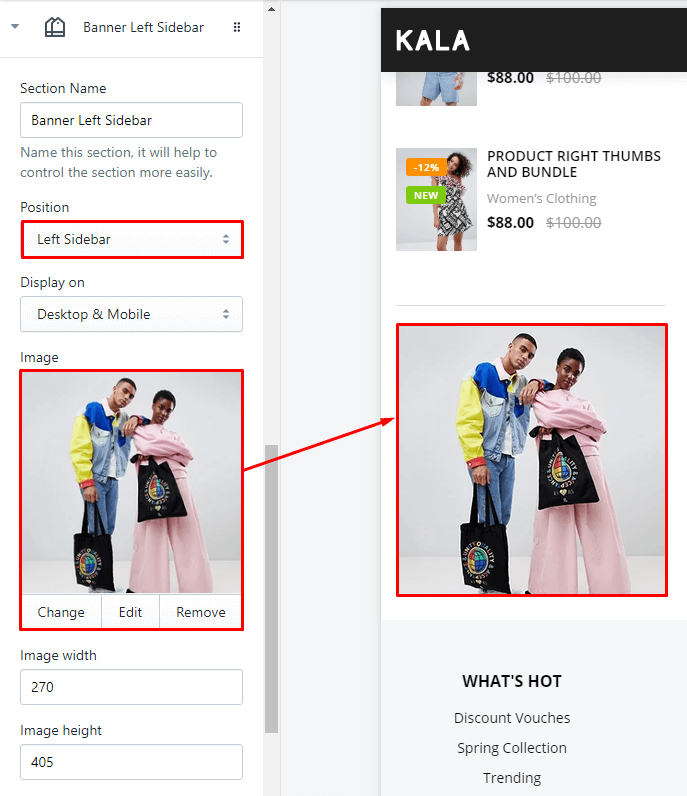 Banner Left Sidebar
Section Name
Banner Left Sidebar
Name this section, it will help to
control the section more easily.
Position
Left Sidebar
Display on
Desktop & Mobile
Image
Change
Edit
Remove
Image width
270
Image height
405
KALA
$88.00 $100.00
-12%
NEW
PRODUCT RIGHT THUMBS
AND BUNDLE
Women's Clothing
$88.00 $100.00
WHAT'S HOT
Discount Vouches
Spring Collection
Trending